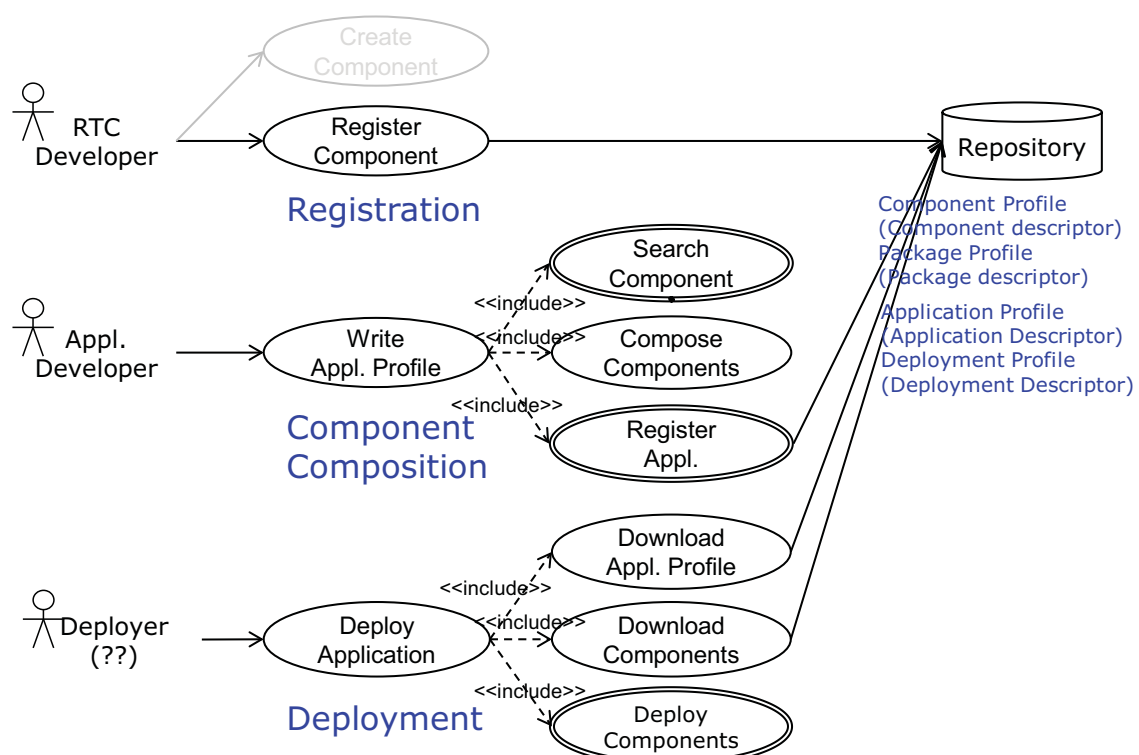 Create
Component
RTC
Developer
Register
Component
Repository
Registration
Component Profile
(Component descriptor)
Package Profile
(Package descriptor)
Application Profile
(Application Descriptor)
Deployment Profile
(Deployment Descriptor)
Search
Component
<<include>>
Appl.
Developer
Write
Appl. Profile
<<include>>
Compose
Components
<<include>>
Register
Appl.
Component
Composition
Download
Appl. Profile
<<include>>
Deployer
(??)
Deploy
Application
<<include>>
Download
Components
<<include>>
Deploy
Components
Deployment